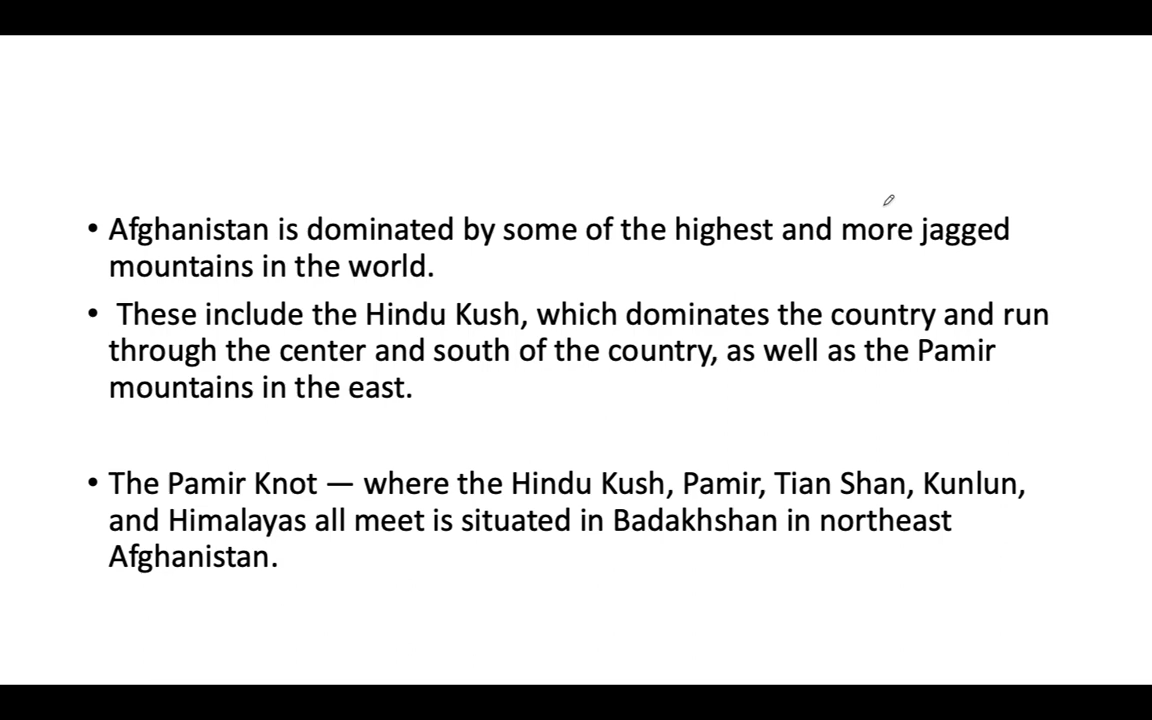 • Afghanistan is dominated by some of the highest and more jagged
mountains in the world.
• These include the Hindu Kush, which dominates the country and run
through the center and south of the country, as well as the Pamir
mountains in the east.
• The Pamir Knot — where the Hindu Kush, Pamir, Tian Shan, Kunlun,
and Himalayas all meet is situated in Badakhshan in northeast
Afghanistan.